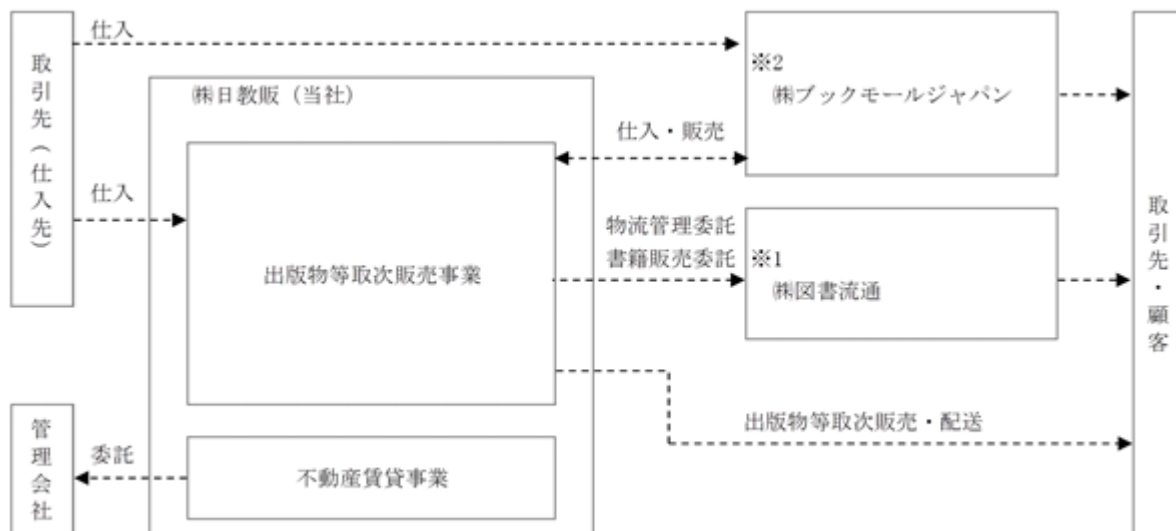 仕入
取引先（仕入先）
㈱日教販（当社）
※2
㈱ブックモールジャパン
仕入・販売
仕入
出版物等取次販売事業
物流管理委託
書籍販売委託
※1
㈱図書流通
取引先・顧客
出版物等取次販売・配送
管理会社
委託
不動産賃貸事業